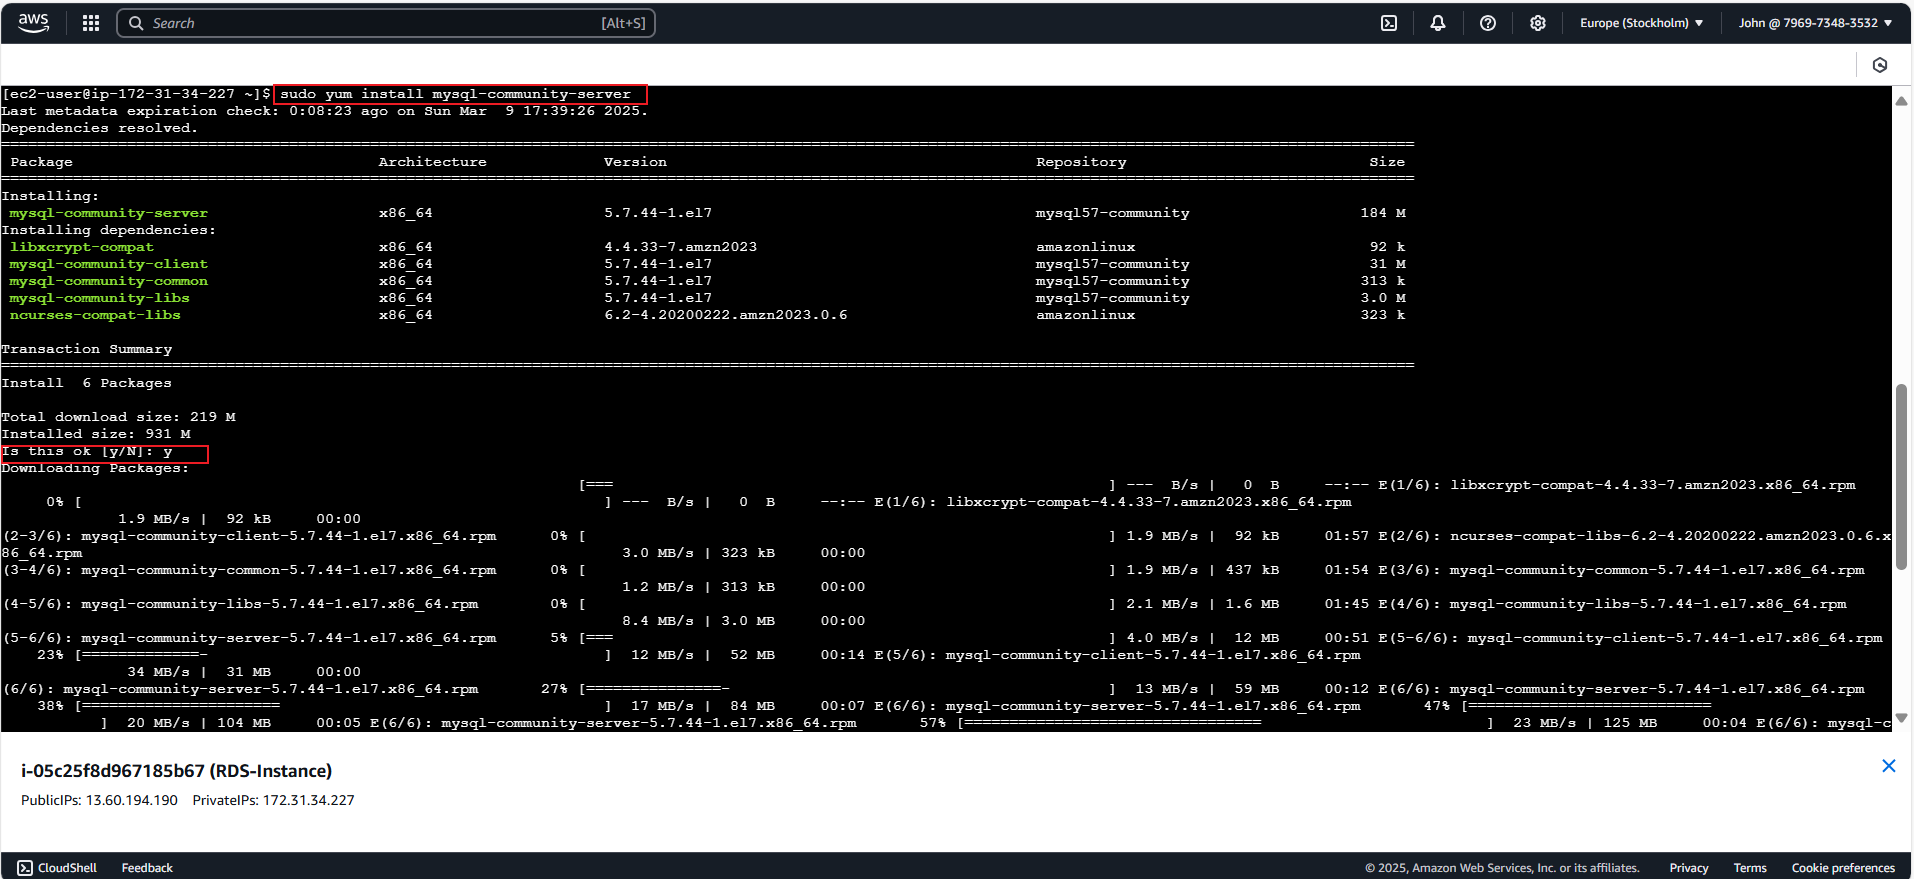 aws
Search [Alt+S]
Europe (Stockholm) ▼
John @ 7969-7348-3532 ▼
[ec2-user@ip-172-31-34-227 ~]$ sudo yum install mysql-community-server
Last metadata expiration check: 0:08:23 ago on Sun Mar  9 17:39:26 2025.
Dependencies resolved.
================================================================================
Package Architecture Version Repository Size
================================================================================
Installing:
mysql-community-server x86_64 5.7.44-1.el7 mysql57-community 184 M
Installing dependencies:
libxcrypt-compat x86_64 4.4.33-7.amzn2023 amazonlinux 92 k
mysql-community-client x86_64 5.7.44-1.el7 mysql57-community 31 M
mysql-community-common x86_64 5.7.44-1.el7 mysql57-community 313 k
mysql-community-libs x86_64 5.7.44-1.el7 mysql57-community 3.0 M
ncurses-compat-libs x86_64 6.2-4.20200222.amzn2023.0.6 amazonlinux 323 k
Transaction Summary
================================================================================
Install  6 Packages
Total download size: 219 M
Installed size: 931 M
Is this ok [y/N]: y
Downloading Packages:
[=== ] --- B/s | 0 B --:-- E(1/6): libxcrypt-compat-4.4.33-7.amzn2023.x86_64.rpm
0% [ ] --- B/s | 0 B --:-- E(1/6): libxcrypt-compat-4.4.33-7.amzn2023.x86_64.rpm
1.9 MB/s | 92 kB 00:00
(2-3/6): mysql-community-client-5.7.44-1.el7.x86_64.rpm 0% [ ] 1.9 MB/s | 92 kB 01:57 E(2/6): ncurses-compat-libs-6.2-4.20200222.amzn2023.0.6.x
86_64.rpm 3.0 MB/s | 323 kB 00:00
(3-4/6): mysql-community-common-5.7.44-1.el7.x86_64.rpm 0% [ ] 1.9 MB/s | 437 kB 01:54 E(3/6): mysql-community-common-5.7.44-1.el7.x86_64.rpm
1.2 MB/s | 313 kB 00:00
(4-5/6): mysql-community-libs-5.7.44-1.el7.x86_64.rpm 0% [ ] 2.1 MB/s | 1.6 MB 01:45 E(4/6): mysql-community-libs-5.7.44-1.el7.x86_64.rpm
8.4 MB/s | 3.0 MB 00:00
(5-6/6): mysql-community-server-5.7.44-1.el7.x86_64.rpm 5% [=== ] 4.0 MB/s | 12 MB 00:51 E(5-6/6): mysql-community-client-5.7.44-1.el7.x86_64.rpm
23% [=============- ] 12 MB/s | 52 MB 00:14 E(5/6): mysql-community-client-5.7.44-1.el7.x86_64.rpm
34 MB/s | 31 MB 00:00
(6/6): mysql-community-server-5.7.44-1.el7.x86_64.rpm 27% [===============- ] 13 MB/s | 59 MB 00:12 E(6/6): mysql-community-server-5.7.44-1.el7.x86_64.rpm
38% [====================== ] 17 MB/s | 84 MB 00:07 E(6/6): mysql-community-server-5.7.44-1.el7.x86_64.rpm 47% [===========================
] 20 MB/s | 104 MB 00:05 E(6/6): mysql-community-server-5.7.44-1.el7.x86_64.rpm 57% [================================= ] 23 MB/s | 125 MB 00:04 E(6/6): mysql-c
i-05c25f8d967185b67 (RDS-Instance)
PublicIPs: 13.60.194.190 PrivateIPs: 172.31.34.227
CloudShell Feedback © 2025, Amazon Web Services, Inc. or its affiliates. Privacy Terms Cookie preferences